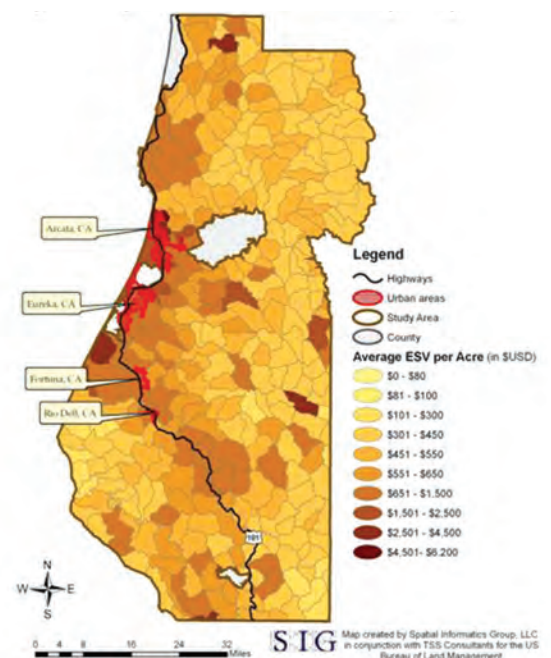 Arcata, CA
Eureka, CA
Fortuna, CA
Rio Dell, CA
101
Legend
Highways
Urban areas
Study Area
County
Average ESV per Acre (in $USD)
$0 - $80
$81 - $100
$101 - $300
$301 - $450
$451 - $550
$551 - $650
$651 - $1,500
$1,501 - $2,500
$2,501 - $4,500
$4,501- $6,200
N
W E
S
0 4 8 16 24 32
Miles
SIG
Map created by Spatial Informatics Group, LLC
in conjunction with TSS Consultants for the US
Bureau of Land Management